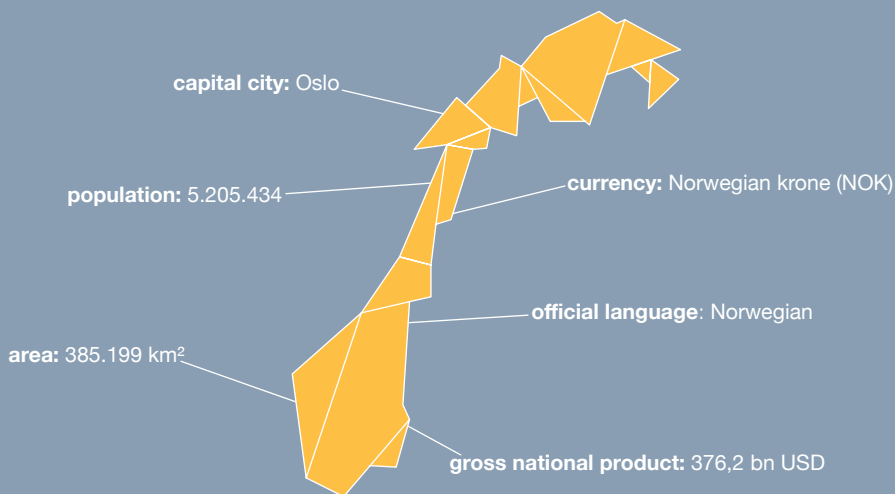 capital city: Oslo
population: 5.205.434
currency: Norwegian krone (NOK)
official language: Norwegian
area: 385.199 km²
gross national product: 376,2 bn USD